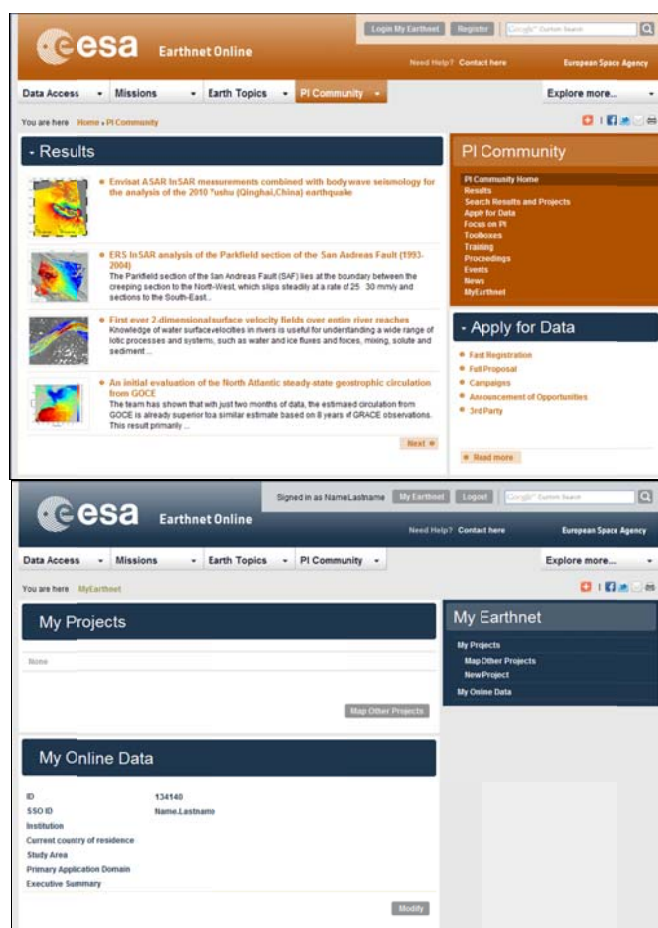 Login My Earthnet Register Google™ Custom Search
esa Earthnet Online
Need Help? Contact here European Space Agency
Data Access Missions Earth Topics PI Community Explore more...
You are here Home » PI Community
- Results
Envisat ASAR InSAR measurements combined with body wave seismology for
the analysis of the 2010 Yushu (Qinghai,China) earthquake
ERS InSAR analysis of the Parkfield section of the San Andreas Fault (1993-
2004)
The Parkfield section of the San Andreas Fault (SAF) lies at the boundary between the
creeping section to the North-West, which slips steadily at a rate of 25 30 mm/y and
sections to the South-East...
First ever 2-dimensional surface velocity fields over entire river reaches
Knowledge of water surface velocities in rivers is useful for understanding a wide range of
lotic processes and systems, such as water and ice fluxes and forces, mixing, solute and
sediment ...
An initial evaluation of the North Atlantic steady-state geostrophic circulation
from GOCE
The team has shown that with just two months of data, the estimated circulation from
GOCE is already superior to a similar estimate based on 8 years of GRACE observations.
This result primarily ...
Next
PI Community
PI Community Home
Results
Search Results and Projects
Apply for Data
Focus on PI
Toolboxes
Training
Proceedings
Events
News
MyEarthnet
- Apply for Data
Fast Registration
Full Proposal
Campaigns
Announcement of Opportunities
3rd Party
Read more
Signed in as NameLastname My Earthnet Logout Google™ Custom Search
esa Earthnet Online
Need Help? Contact here European Space Agency
Data Access Missions Earth Topics PI Community Explore more...
You are here MyEarthnet
My Projects
None
Map Other Projects
My Online Data
ID 134140
SSO ID Name.Lastname
Institution
Current country of residence
Study Area
Primary Application Domain
Executive Summary
Modify
My Earthnet
My Projects
Map Other Projects
New Project
My Online Data